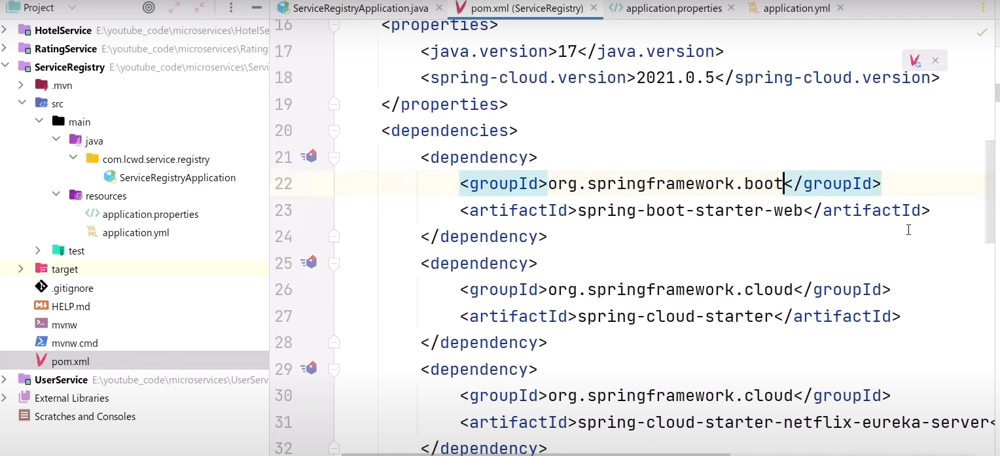 Project
ServiceRegistryApplication.java
pom.xml (ServiceRegistry)
application.properties
application.yml
HotelService E:\youtube_code\microservices\HotelSe
RatingService E:\youtube_code\microservices\Rating
ServiceRegistry E:\youtube_code\microservices\Servi
.mvn
src
main
java
com.lcwd.service.registry
ServiceRegistryApplication
resources
application.properties
application.yml
test
target
.gitignore
HELP.md
mvnw
mvnw.cmd
pom.xml
UserService E:\youtube_code\microservices\UserServ
External Libraries
Scratches and Consoles
16 <properties>
17 <java.version>17</java.version>
18 <spring-cloud.version>2021.0.5</spring-cloud.version>
19 </properties>
20 <dependencies>
21 <dependency>
22 <groupId>org.springframework.boot</groupId>
23 <artifactId>spring-boot-starter-web</artifactId>
24 </dependency>
25 <dependency>
26 <groupId>org.springframework.cloud</groupId>
27 <artifactId>spring-cloud-starter</artifactId>
28 </dependency>
29 <dependency>
30 <groupId>org.springframework.cloud</groupId>
31 <artifactId>spring-cloud-starter-netflix-eureka-server<
32 </dependency>